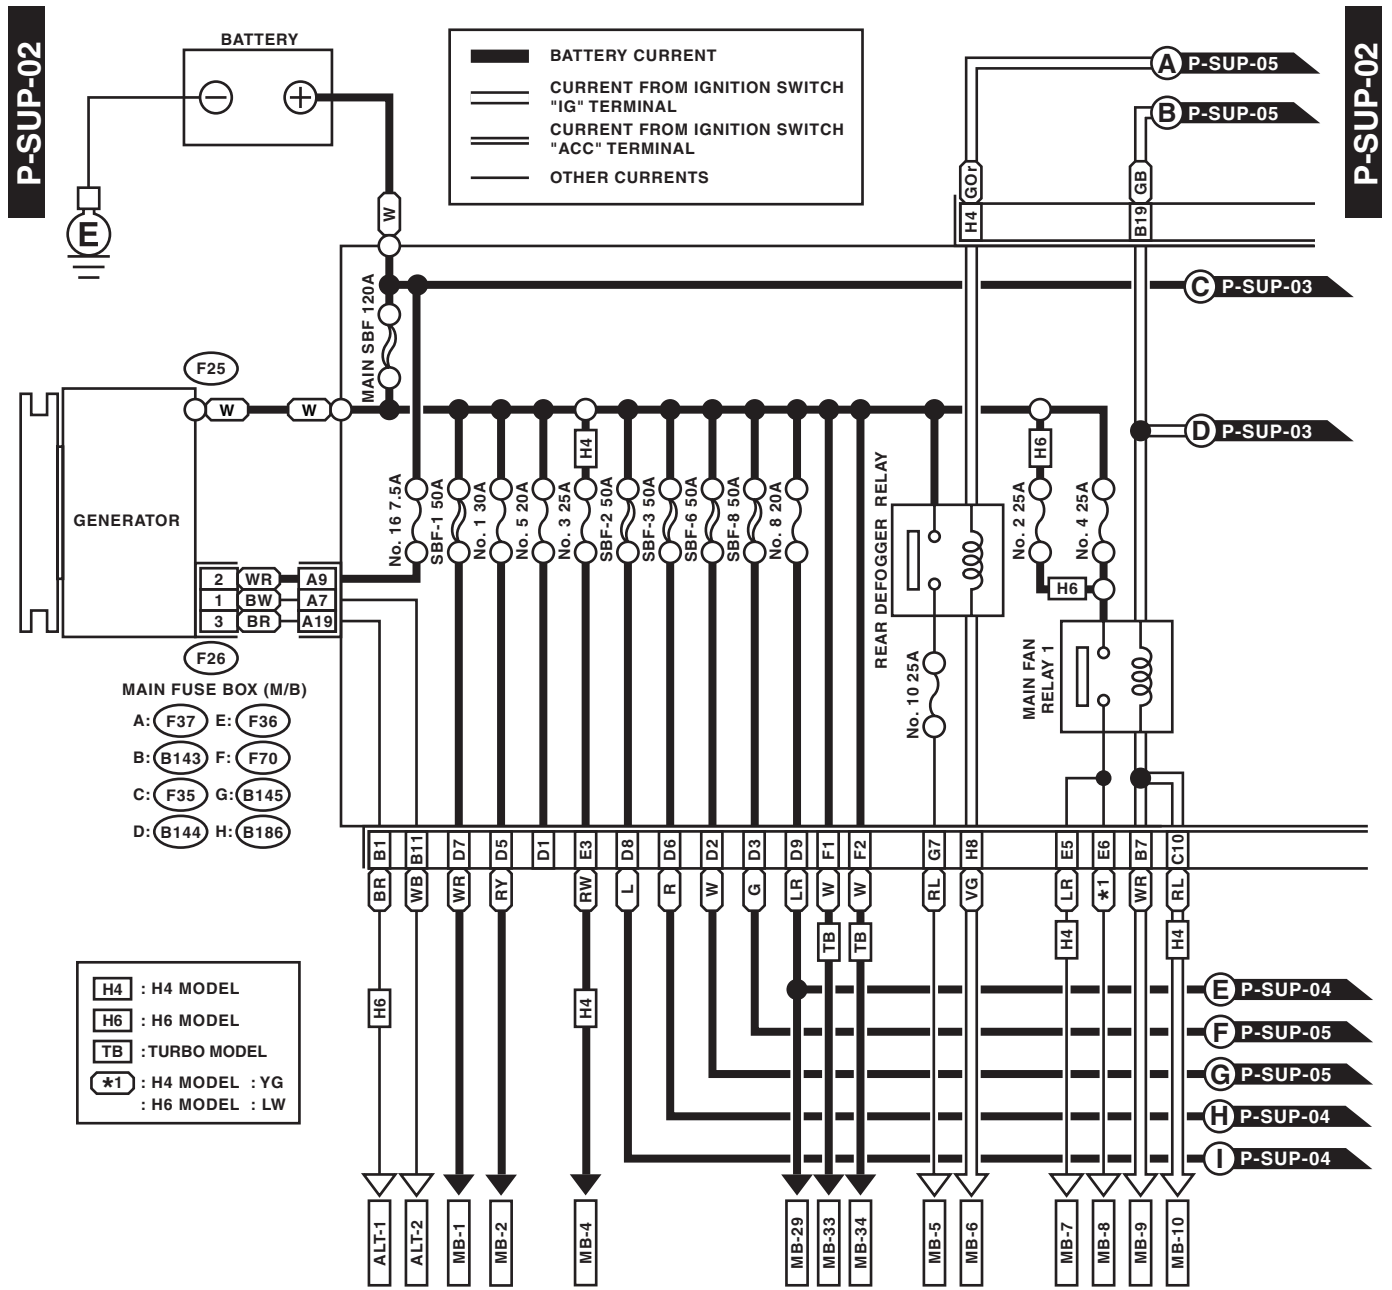 P-SUP-02
P-SUP-02
BATTERY
BATTERY CURRENT
CURRENT FROM IGNITION SWITCH
"IG" TERMINAL
CURRENT FROM IGNITION SWITCH
"ACC" TERMINAL
OTHER CURRENTS
A P-SUP-05
B P-SUP-05
E
W
GOr
GB
H4
B19
C P-SUP-03
MAIN SBF 120A
F25
W
W
D P-SUP-03
H4
H6
GENERATOR
No. 16 7.5A
SBF-1 50A
No. 1 30A
No. 5 20A
No. 3 25A
SBF-2 50A
SBF-3 50A
SBF-6 50A
SBF-8 50A
No. 8 20A
REAR DEFOGGER RELAY
No. 2 25A
No. 4 25A
H6
2 WR A9
1 BW A7
3 BR A19
F26
No. 10 25A
MAIN FAN
RELAY 1
MAIN FUSE BOX (M/B)
A: F37 E: F36
B: B143 F: F70
C: F35 G: B145
D: B144 H: B186
B1 B11 D7 D5 D1 E3 D8 D6 D2 D3 D9 F1 F2 G7 H8 E5 E6 B7 C10
BR WB WR RY RW L R W G LR W W RL VG LR *1 WR RL
TB TB H4 H4
H6 H4
H4 : H4 MODEL
H6 : H6 MODEL
TB : TURBO MODEL
*1 : H4 MODEL : YG
: H6 MODEL : LW
E P-SUP-04
F P-SUP-05
G P-SUP-05
H P-SUP-04
I P-SUP-04
ALT-1 ALT-2 MB-1 MB-2 MB-4 MB-29 MB-33 MB-34 MB-5 MB-6 MB-7 MB-8 MB-9 MB-10